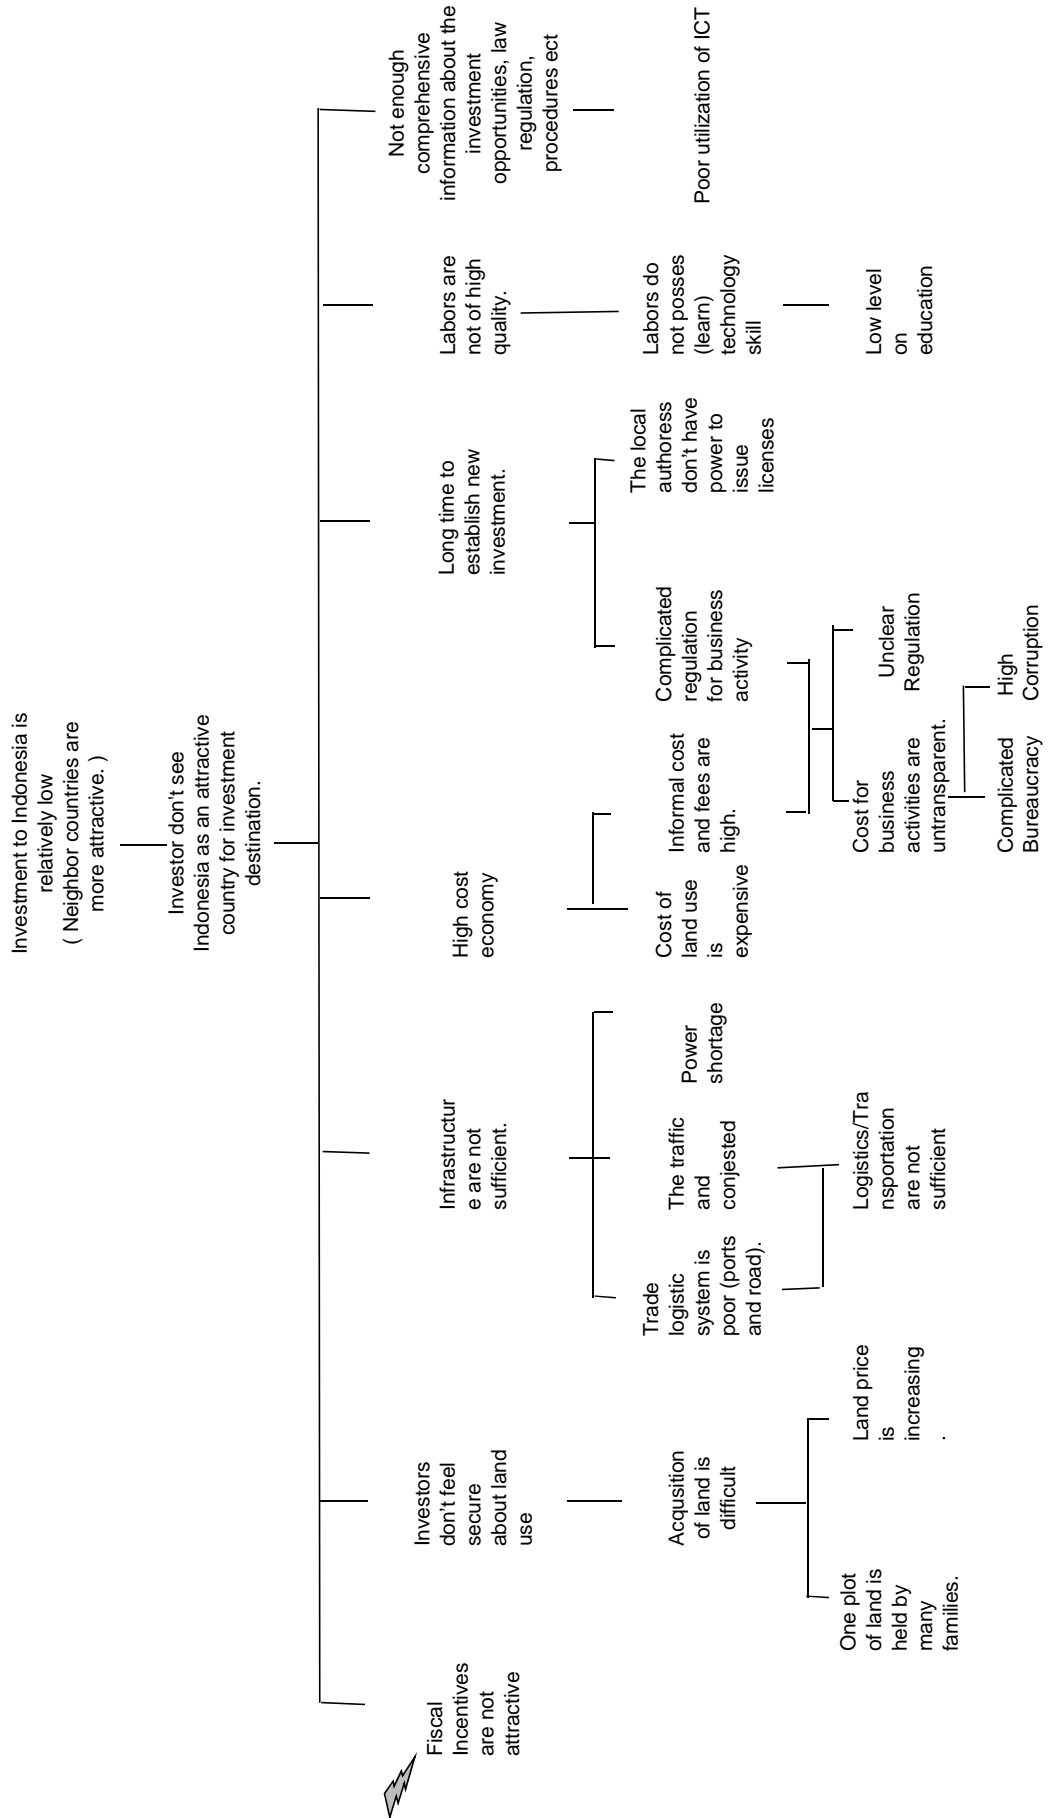 Investment to Indonesia is
relatively low
( Neighbor countries are
more attractive. )
Investor don't see
Indonesia as an attractive
country for investment
destination.
Fiscal
Incentives
are not
attractive
Investors
don't feel
secure
about land
use
Infrastructur
e are not
sufficient.
High cost
economy
Long time to
establish new
investment.
Labors are
not of high
quality.
Not enough
comprehensive
information about the
investment
opportunities, law
regulation,
procedures ect
Acqusition
of land is
difficult
Trade
logistic
system is
poor (ports
and road).
The traffic
and
conjested
Power
shortage
Cost of
land use
is
expensive
Informal cost
and fees are
high.
Complicated
regulation
for business
activity
The local
authoress
don't have
power to
issue
licenses
Labors do
not posses
(learn)
technology
skill
Poor utilization of ICT
One plot
of land is
held by
many
families.
Land price
is
increasing
.
Logistics/Tra
nsportation
are not
sufficient
Cost for
business
activities are
untransparent.
Unclear
Regulation
Low level
on
education
Complicated
Bureaucracy
High
Corruption